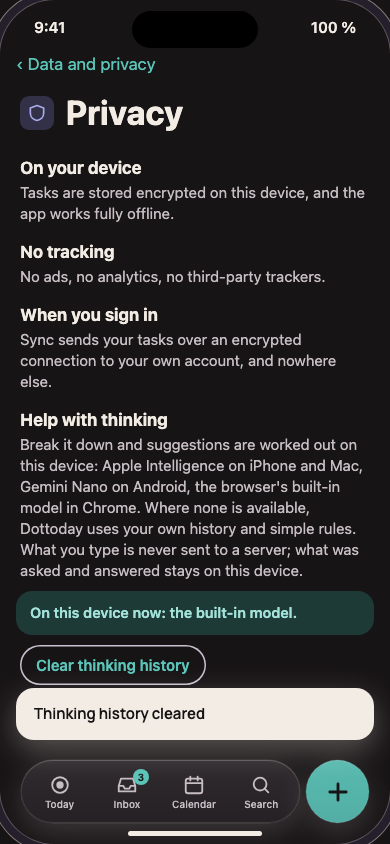 9:41
100 %
‹ Data and privacy
Privacy
On your device
Tasks are stored encrypted on this device, and the
app works fully offline.
No tracking
No ads, no analytics, no third-party trackers.
When you sign in
Sync sends your tasks over an encrypted
connection to your own account, and nowhere
else.
Help with thinking
Break it down and suggestions are worked out on
this device: Apple Intelligence on iPhone and Mac,
Gemini Nano on Android, the browser's built-in
model in Chrome. Where none is available,
Dottoday uses your own history and simple rules.
What you type is never sent to a server; what was
asked and answered stays on this device.
On this device now: the built-in model.
Clear thinking history
Thinking history cleared
3
Today
Inbox
Calendar
Search